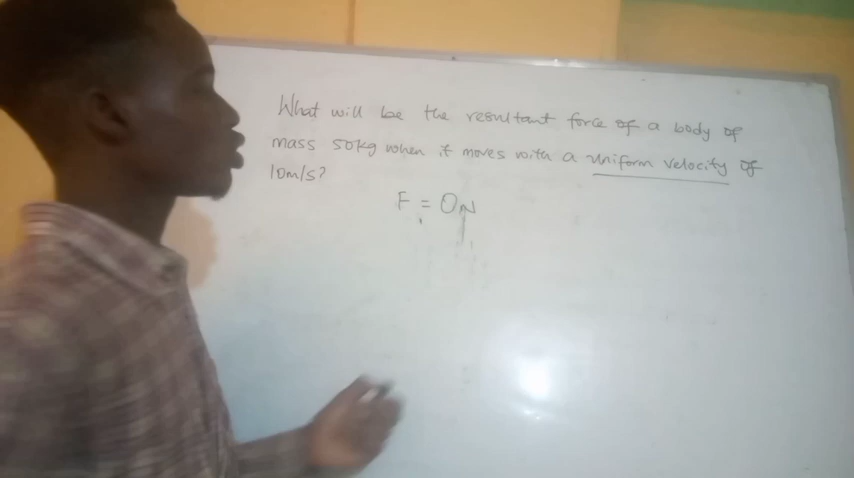 What will be the resultant force of a body of
mass 50kg when it moves with a uniform velocity of
10m/s?
F = 0N